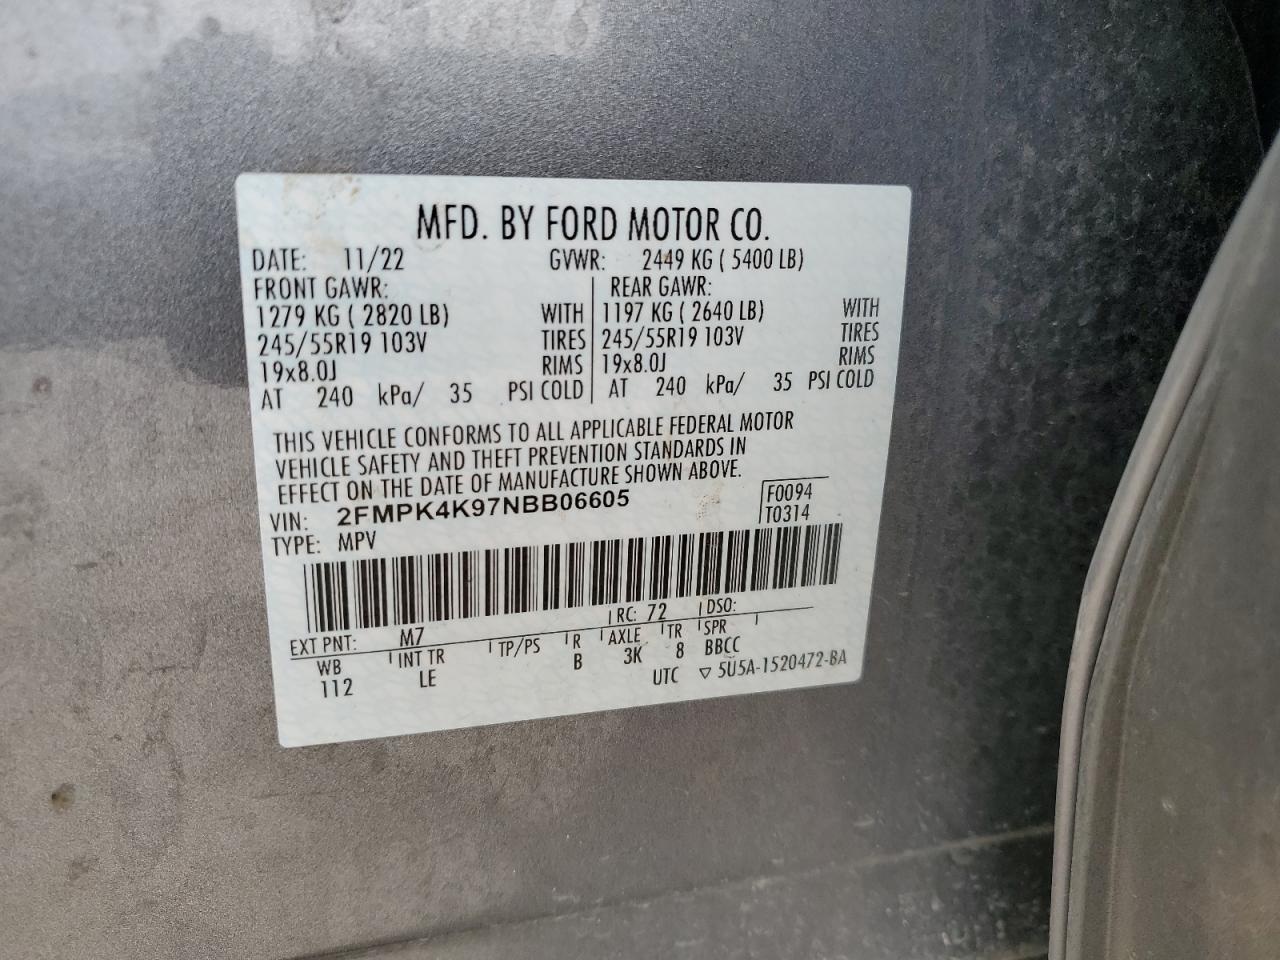 MFD. BY FORD MOTOR CO.
DATE: 11/22 GVWR: 2449 KG ( 5400 LB)
FRONT GAWR: REAR GAWR:
1279 KG ( 2820 LB) WITH 1197 KG ( 2640 LB) WITH
245/55R19 103V TIRES 245/55R19 103V TIRES
19x8.0J RIMS 19x8.0J RIMS
AT 240 kPa/ 35 PSI COLD AT 240 kPa/ 35 PSI COLD
THIS VEHICLE CONFORMS TO ALL APPLICABLE FEDERAL MOTOR
VEHICLE SAFETY AND THEFT PREVENTION STANDARDS IN
EFFECT ON THE DATE OF MANUFACTURE SHOWN ABOVE.
VIN: 2FMPK4K97NBB06605 F0094
TYPE: MPV T0314
EXT PNT: M7 RC: 72 DSO:
WB INT TR TP/PS R AXLE TR SPR
112 LE B 3K 8 BBCC
UTC ▽ 5U5A-1520472-BA